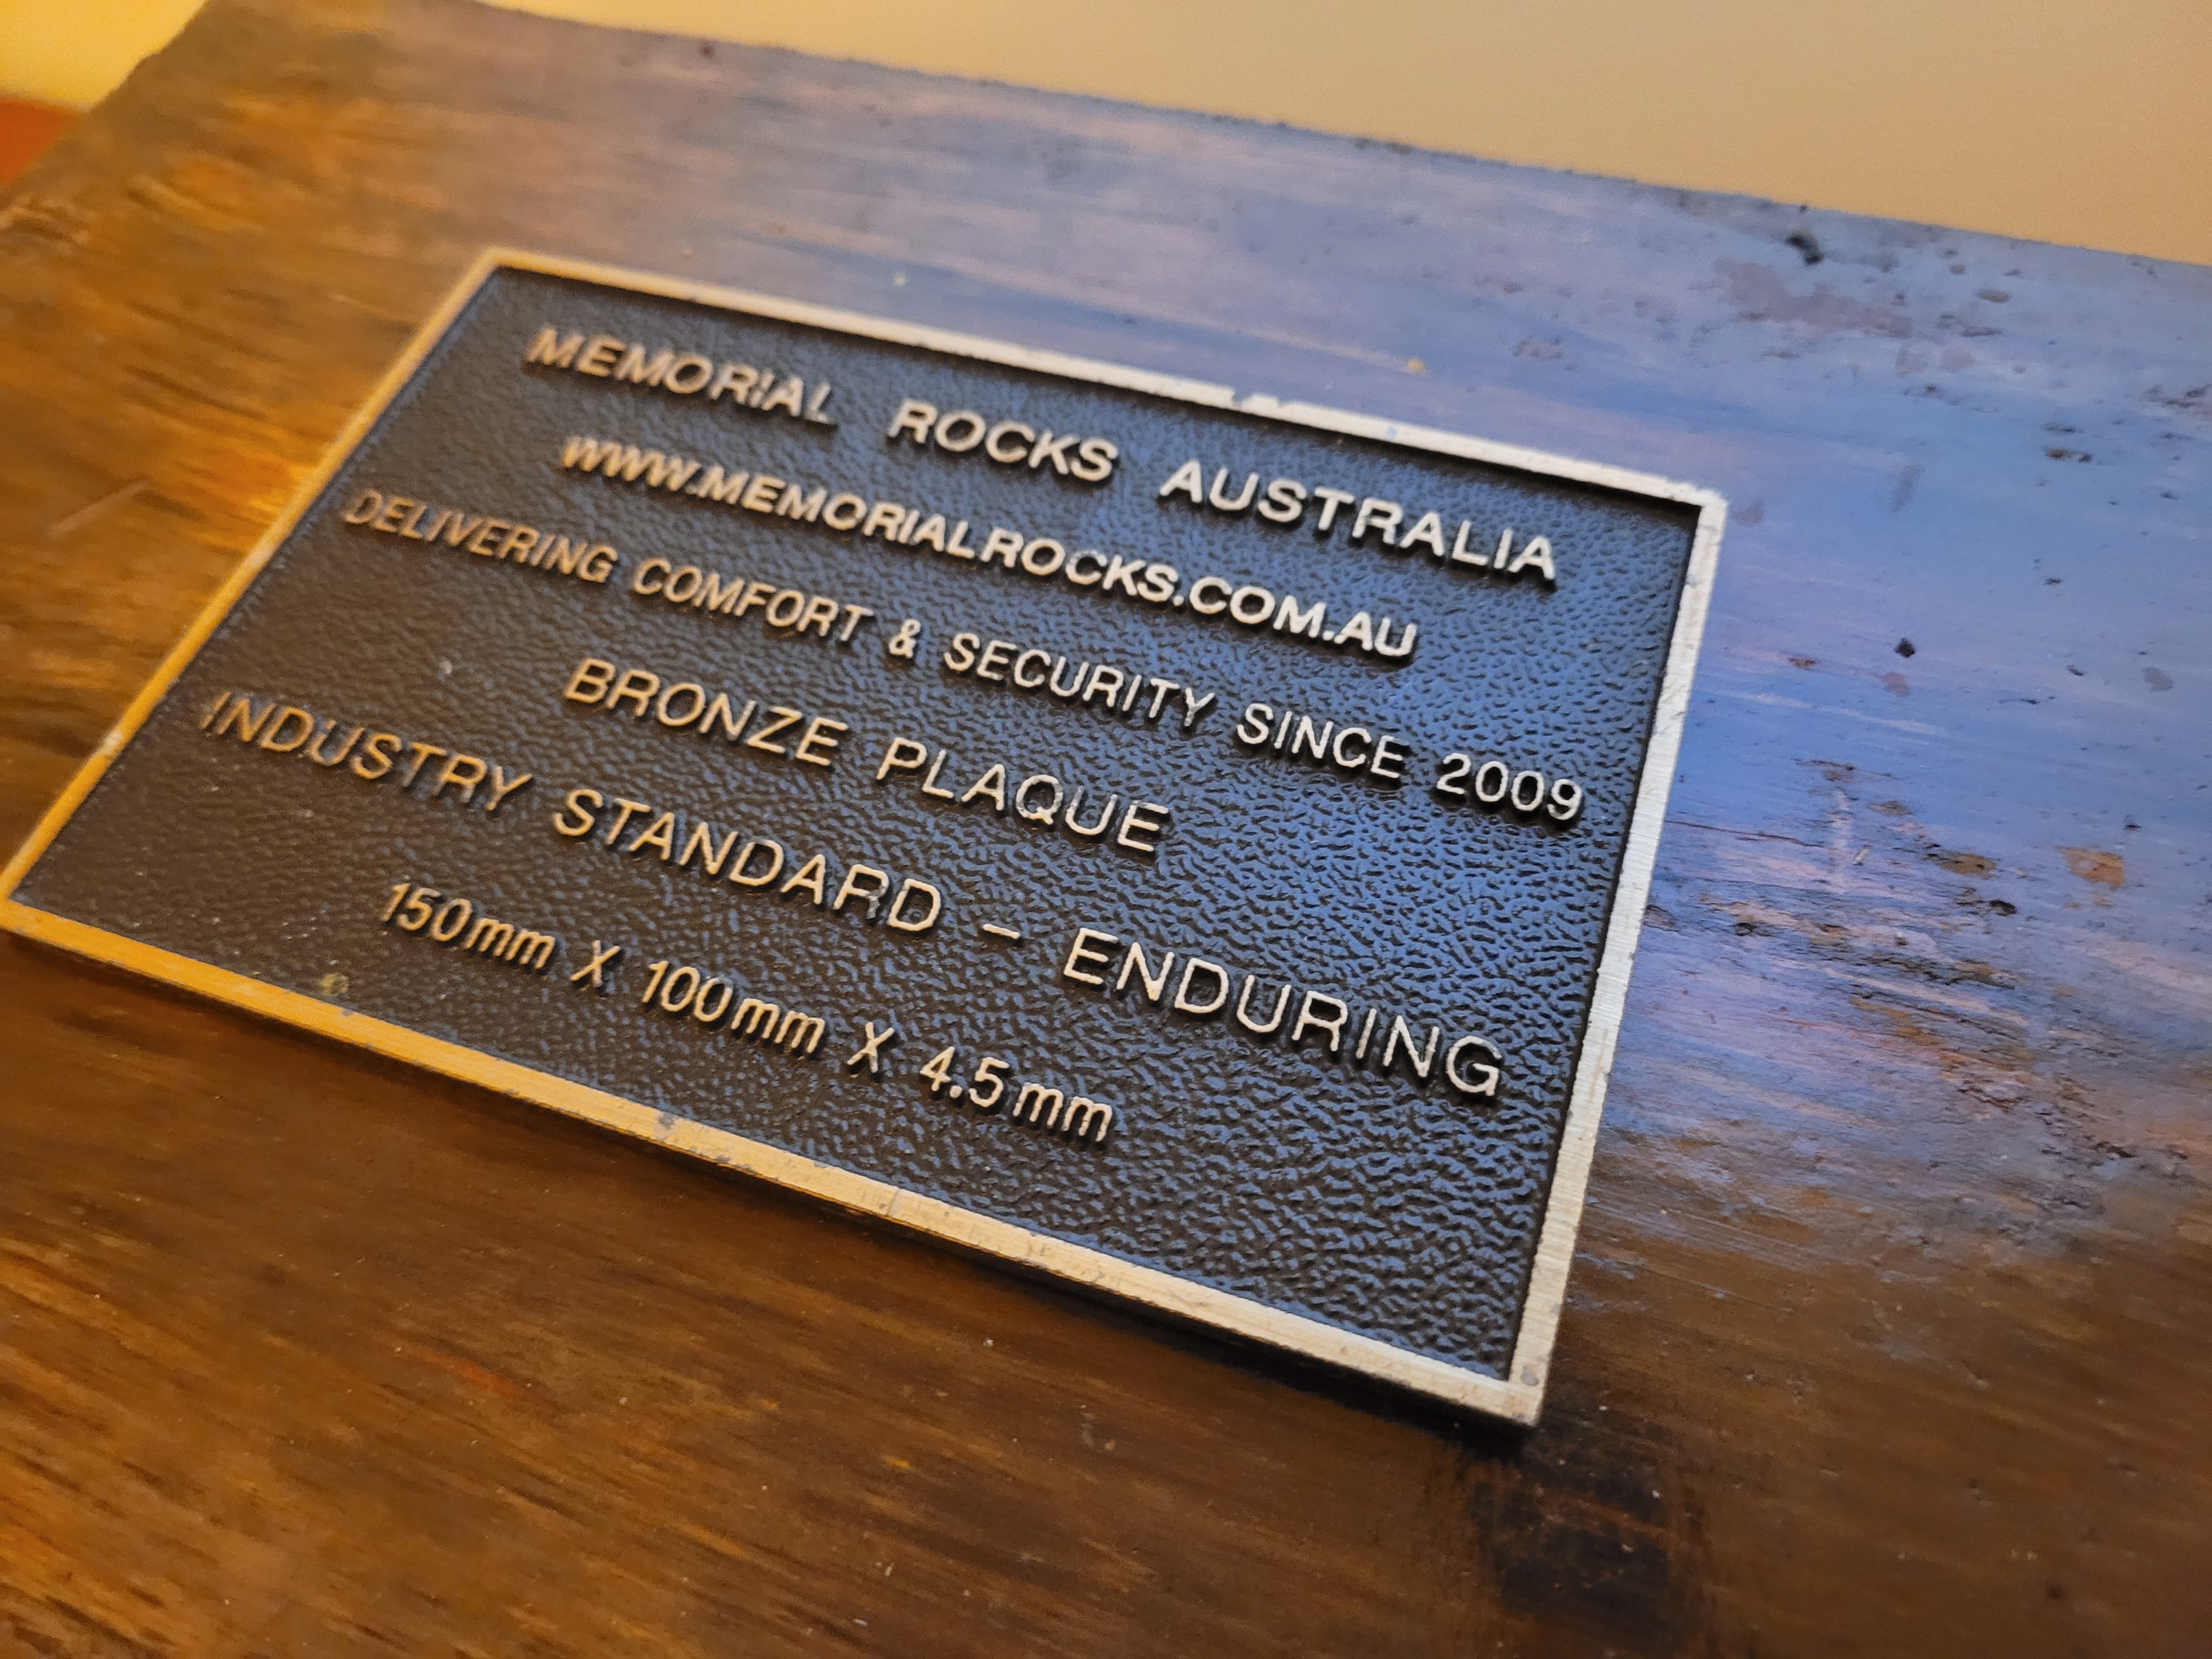 MEMORIAL ROCKS AUSTRALIA
WWW.MEMORIALROCKS.COM.AU
DELIVERING COMFORT & SECURITY SINCE 2009
BRONZE PLAQUE
INDUSTRY STANDARD - ENDURING
150mm X 100mm X 4.5mm